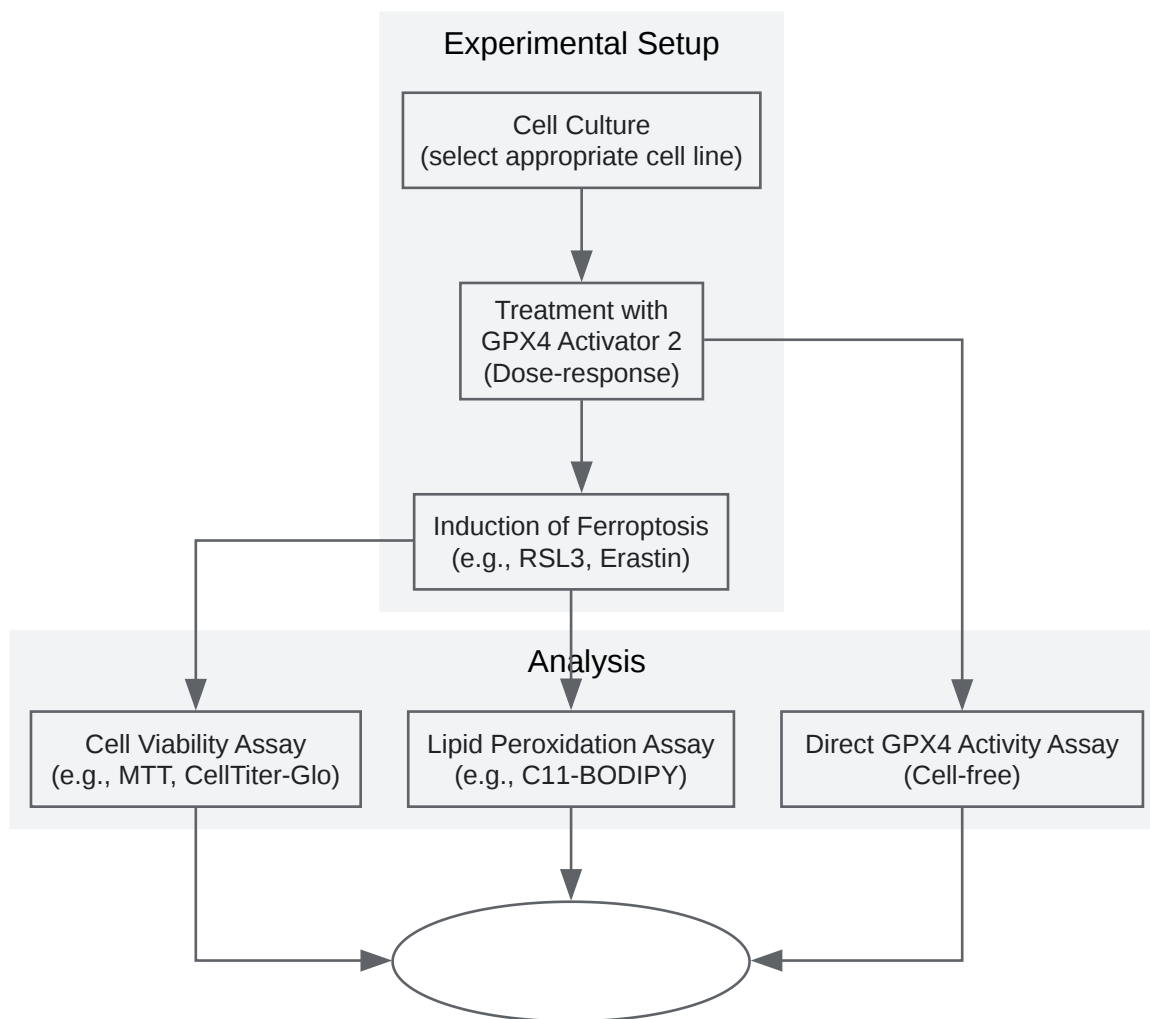 Experimental Setup
Cell Culture
(select appropriate cell line)
Treatment with
GPX4 Activator 2
(Dose-response)
Induction of Ferroptosis
(e.g., RSL3, Erastin)
Analysis
Cell Viability Assay
(e.g., MTT, CellTiter-Glo)
Lipid Peroxidation Assay
(e.g., C11-BODIPY)
Direct GPX4 Activity Assay
(Cell-free)